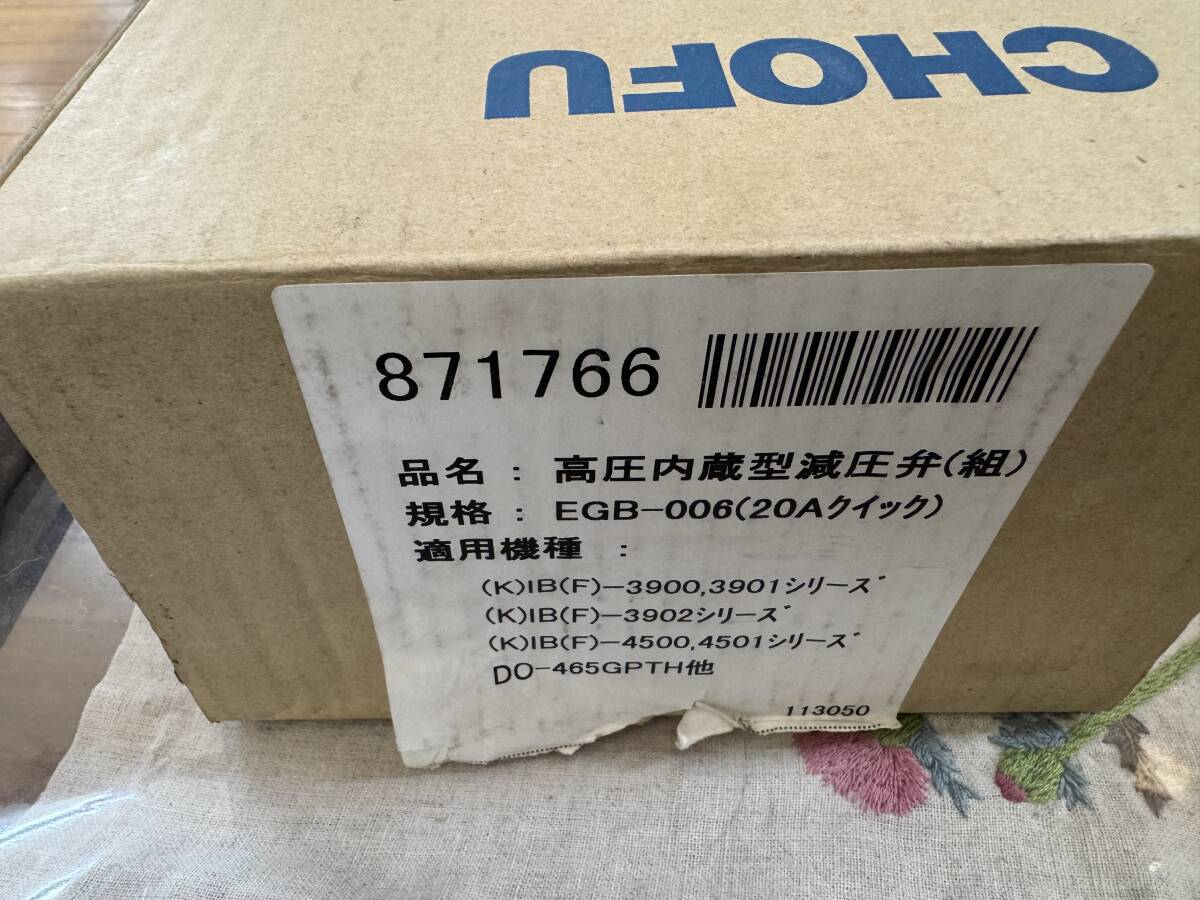 CHOFU
871766
品名 : 高圧内蔵型減圧弁(組)
規格 : EGB-006(20Aクイック)
適用機種 :
(K)IB(F)-3900,3901シリーズ
(K)IB(F)-3902シリーズ
(K)IB(F)-4500,4501シリーズ
DO-465GPTH他
113050